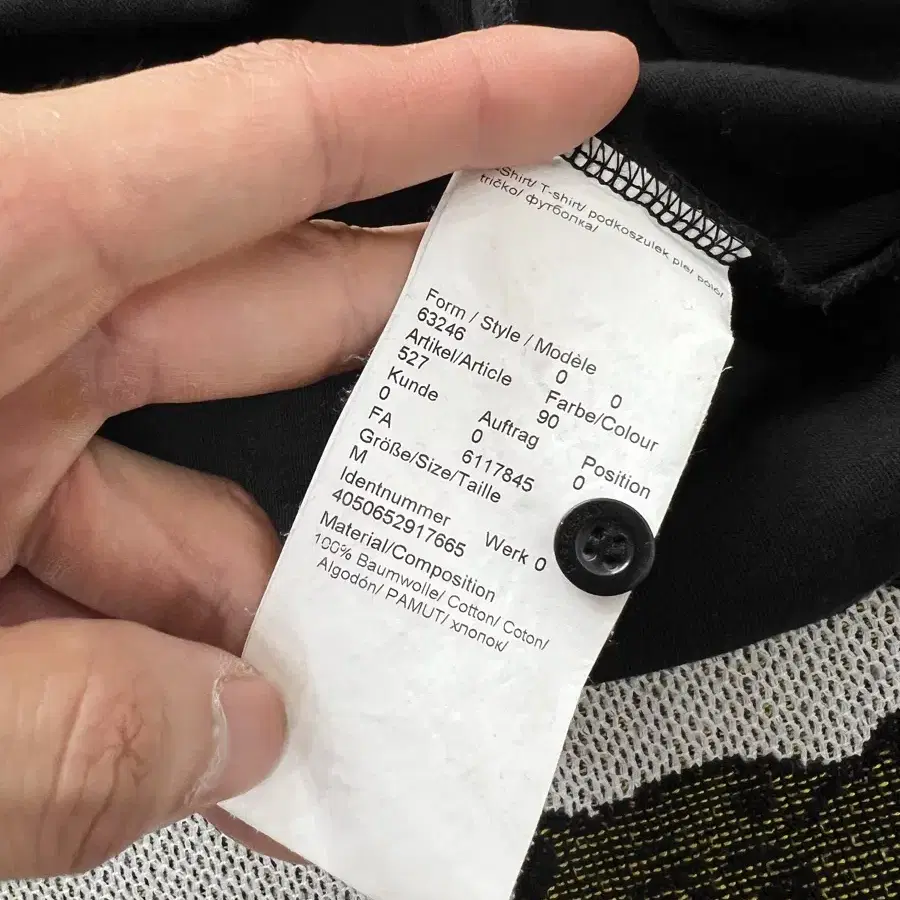 Shirt/ T-shirt/ podkoszulek
tričko/ футболка/
Form / Style / Modèle
63246 0 0
Artikel/Article Farbe/Colour
527 90
Kunde Auftrag Position
0 0 0
FA 6117845
Größe/Size/Taille
M
Identnummer Werk 0
4050652917665
Material/Composition
100% Baumwolle/ Cotton/ Coton/
Algodón/ PAMUT/ хлопок/